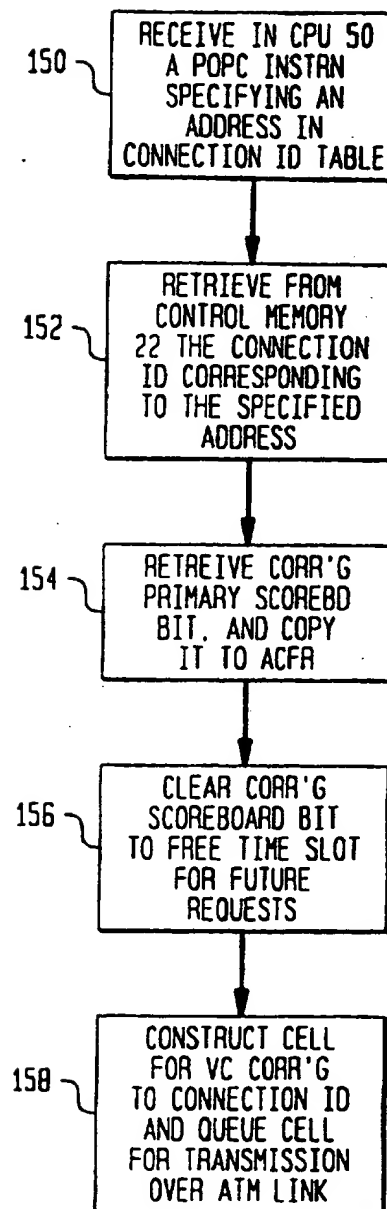 150
RECEIVE IN CPU 50
A POPC INSTRN
SPECIFYING AN
ADDRESS IN
CONNECTION ID TABLE
152
RETRIEVE FROM
CONTROL MEMORY
22 THE CONNECTION
ID CORRESPONDING
TO THE SPECIFIED
ADDRESS
154
RETREIVE CORR'G
PRIMARY SCOREBD
BIT, AND COPY
IT TO ACFR
156
CLEAR CORR'G
SCOREBOARD BIT
TO FREE TIME SLOT
FOR FUTURE
REQUESTS
158
CONSTRUCT CELL
FOR VC CORR'G
TO CONNECTION ID
AND QUEUE CELL
FOR TRANSMISSION
OVER ATM LINK